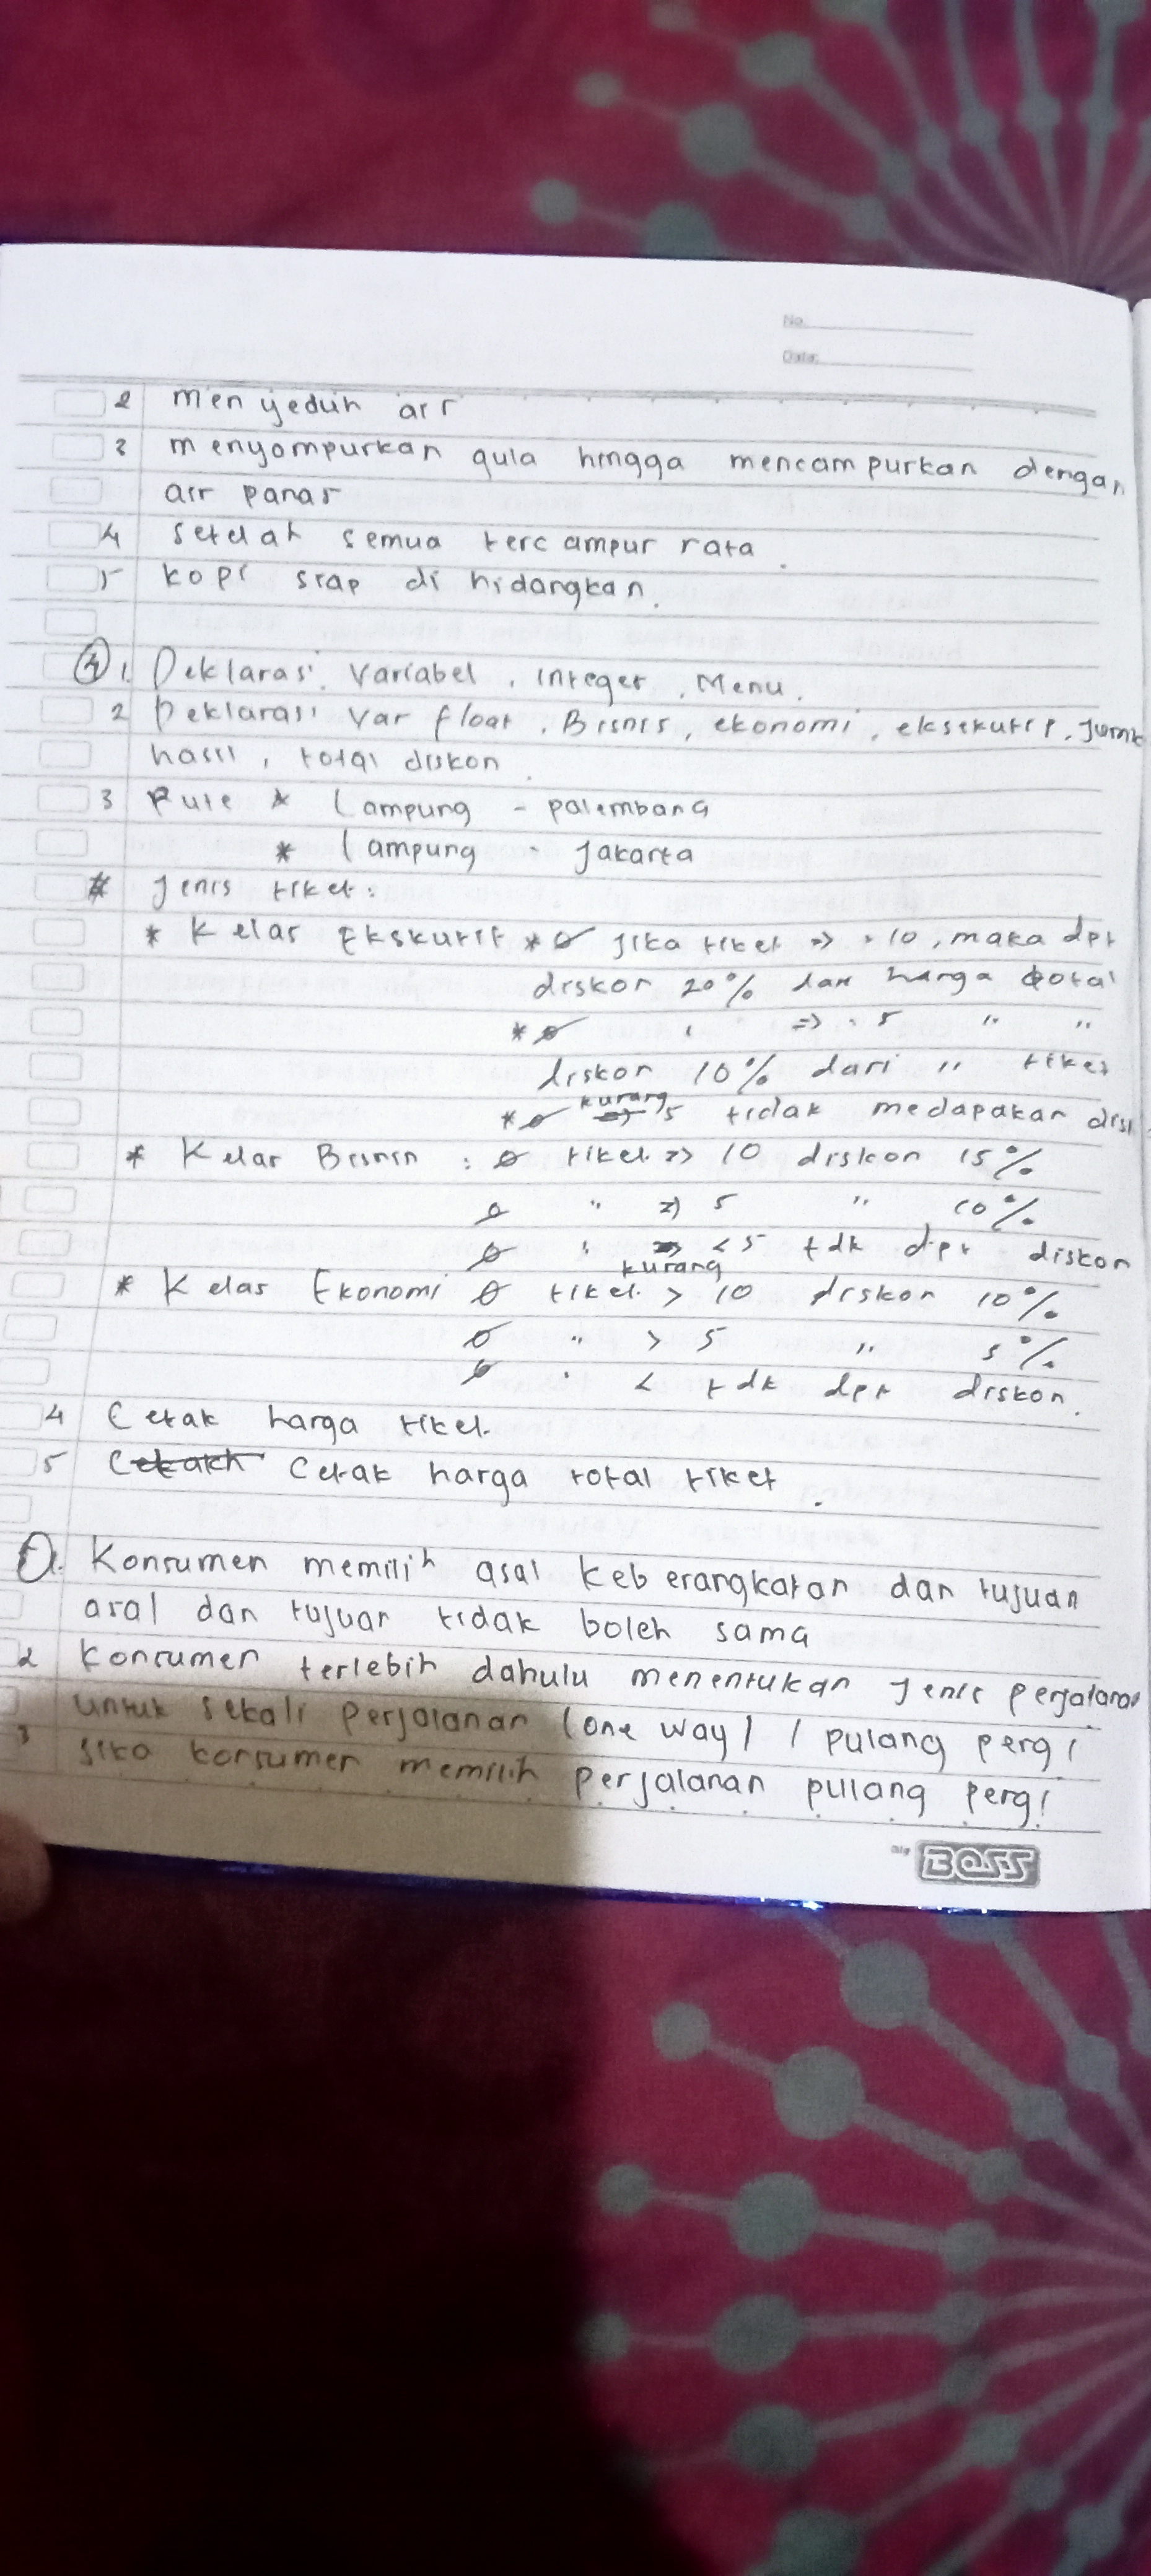 No.
Date:
2 menyeduh air
3 menyompurkan gula hingga mencampurkan dengan
air panas
4 setelah semua tercampur rata.
5 kopi siap di hidangkan.
4 1. Deklarasi Variabel, integer, Menu.
2 Deklarasi var float, Bisnis, ekonomi, eksekutif, Jumla
hasil, total diskon.
3 Rute * Lampung - palembang
* Lampung - Jakarta
# Jenis tiket:
* Kelas Ekskutif * jika tiket => 10, maka dpt
diskon 20% dari harga total
* " => 5 " "
diskon 10% dari " tiket
* kurang 5 tidak medapakan disk
* Kelas Bisnis : tiket => 10 diskon 15%
" => 5 " 10%
" kurang < 5 tdk dpt diskon
* Kelas Ekonomi tiket > 10 diskon 10%
" > 5 " 5%
" < tdk dpt diskon.
4 Cetak harga tiket.
5 Cetak harga total tiket.
1. Konsumen memilih asal keberangkatan dan tujuan
asal dan tujuan tidak boleh sama
2 Konsumen terlebih dahulu menentukan jenis perjalanan
untuk sekali perjalanan (one way) / pulang pergi
3 jika konsumen memilih perjalanan pulang pergi
BOSS